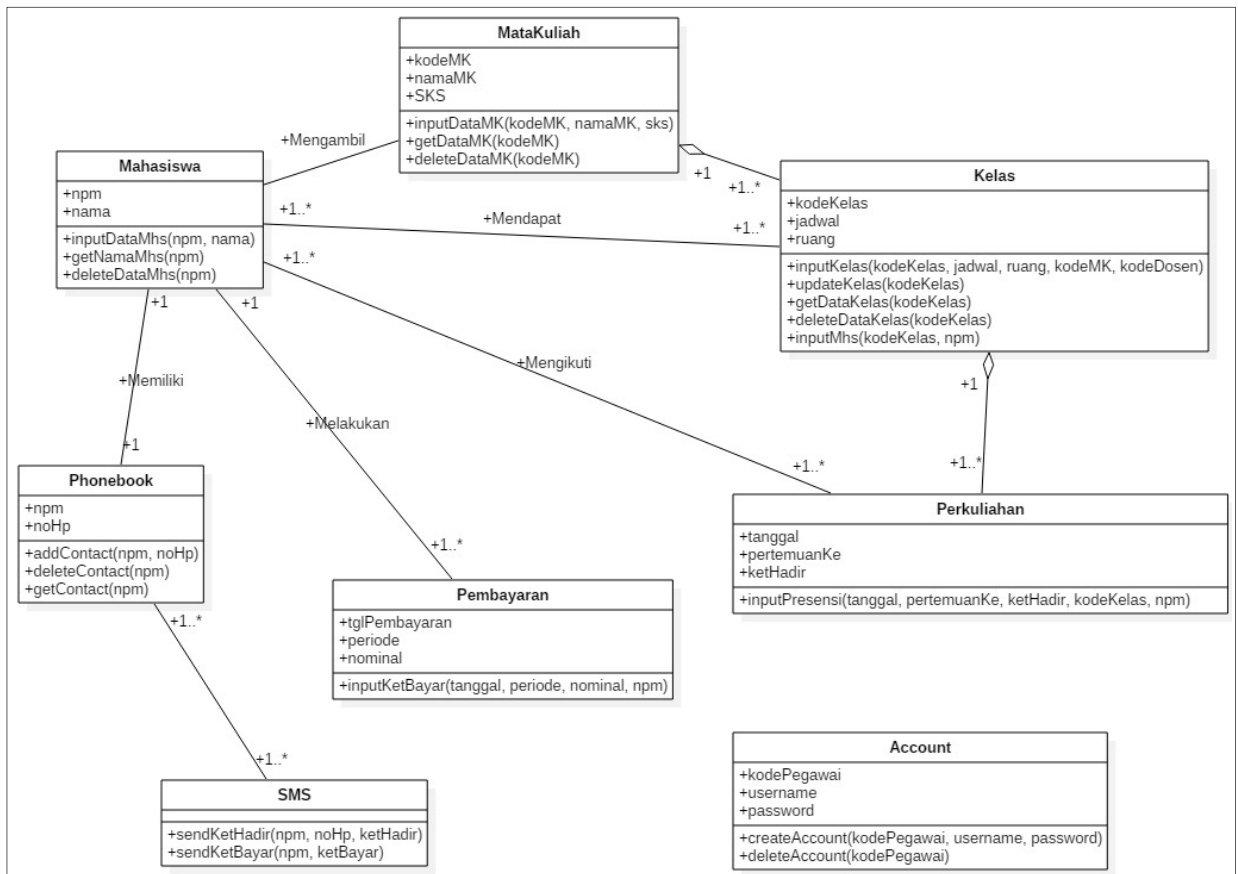 MataKuliah
+kodeMK
+namaMK
+SKS
+inputDataMK(kodeMK, namaMK, sks)
+getDataMK(kodeMK)
+deleteDataMK(kodeMK)
+Mengambil
Mahasiswa
+npm
+nama
+inputDataMhs(npm, nama)
+getNamaMhs(npm)
+deleteDataMhs(npm)
+1
+1..*
Kelas
+kodeKelas
+jadwal
+ruang
+inputKelas(kodeKelas, jadwal, ruang, kodeMK, kodeDosen)
+updateKelas(kodeKelas)
+getDataKelas(kodeKelas)
+deleteDataKelas(kodeKelas)
+inputMhs(kodeKelas, npm)
+1..*
+Mendapat
+1..*
+1..*
+Mengikuti
+1..*
+1
+1..*
+1
+Memiliki
+1
+1
+Melakukan
+1..*
Phonebook
+npm
+noHp
+addContact(npm, noHp)
+deleteContact(npm)
+getContact(npm)
Perkuliahan
+tanggal
+pertemuanKe
+ketHadir
+inputPresensi(tanggal, pertemuanKe, ketHadir, kodeKelas, npm)
Pembayaran
+tglPembayaran
+periode
+nominal
+inputKetBayar(tanggal, periode, nominal, npm)
+1..*
+1..*
SMS
+sendKetHadir(npm, noHp, ketHadir)
+sendKetBayar(npm, ketBayar)
Account
+kodePegawai
+username
+password
+createAccount(kodePegawai, username, password)
+deleteAccount(kodePegawai)